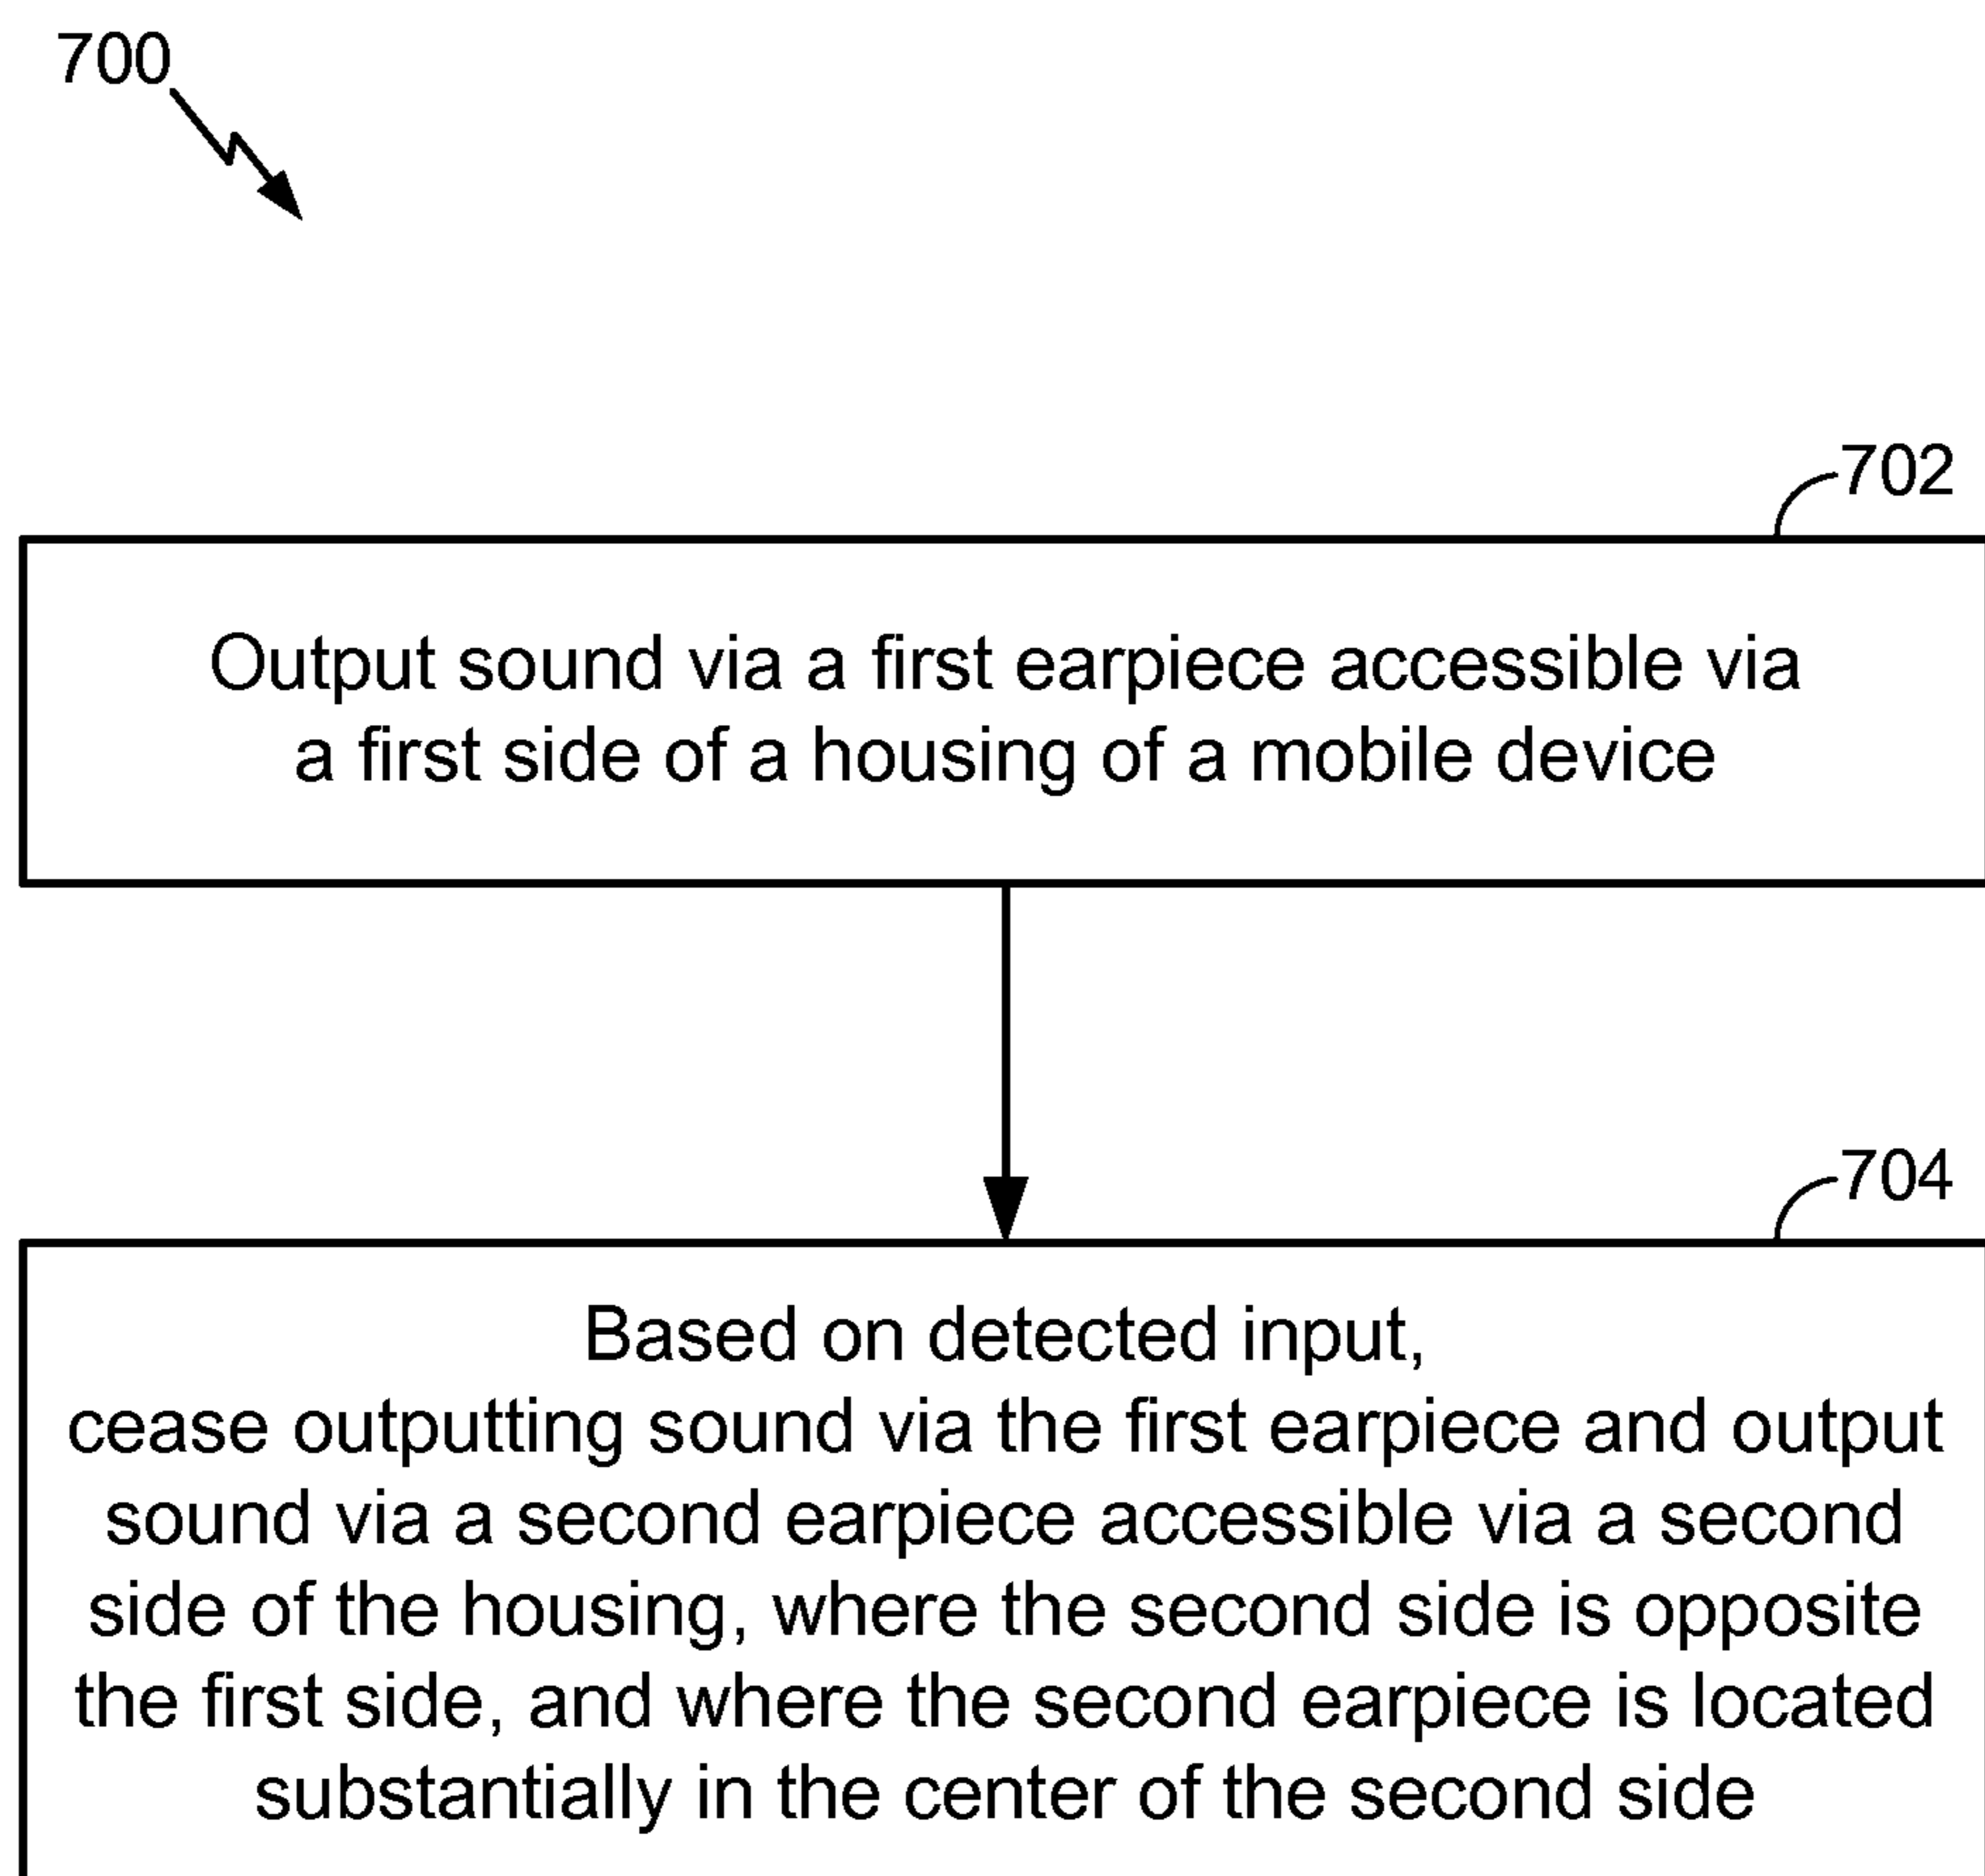 700
702
Output sound via a first earpiece accessible via
a first side of a housing of a mobile device
704
Based on detected input,
cease outputting sound via the first earpiece and output
sound via a second earpiece accessible via a second
side of the housing, where the second side is opposite
the first side, and where the second earpiece is located
substantially in the center of the second side